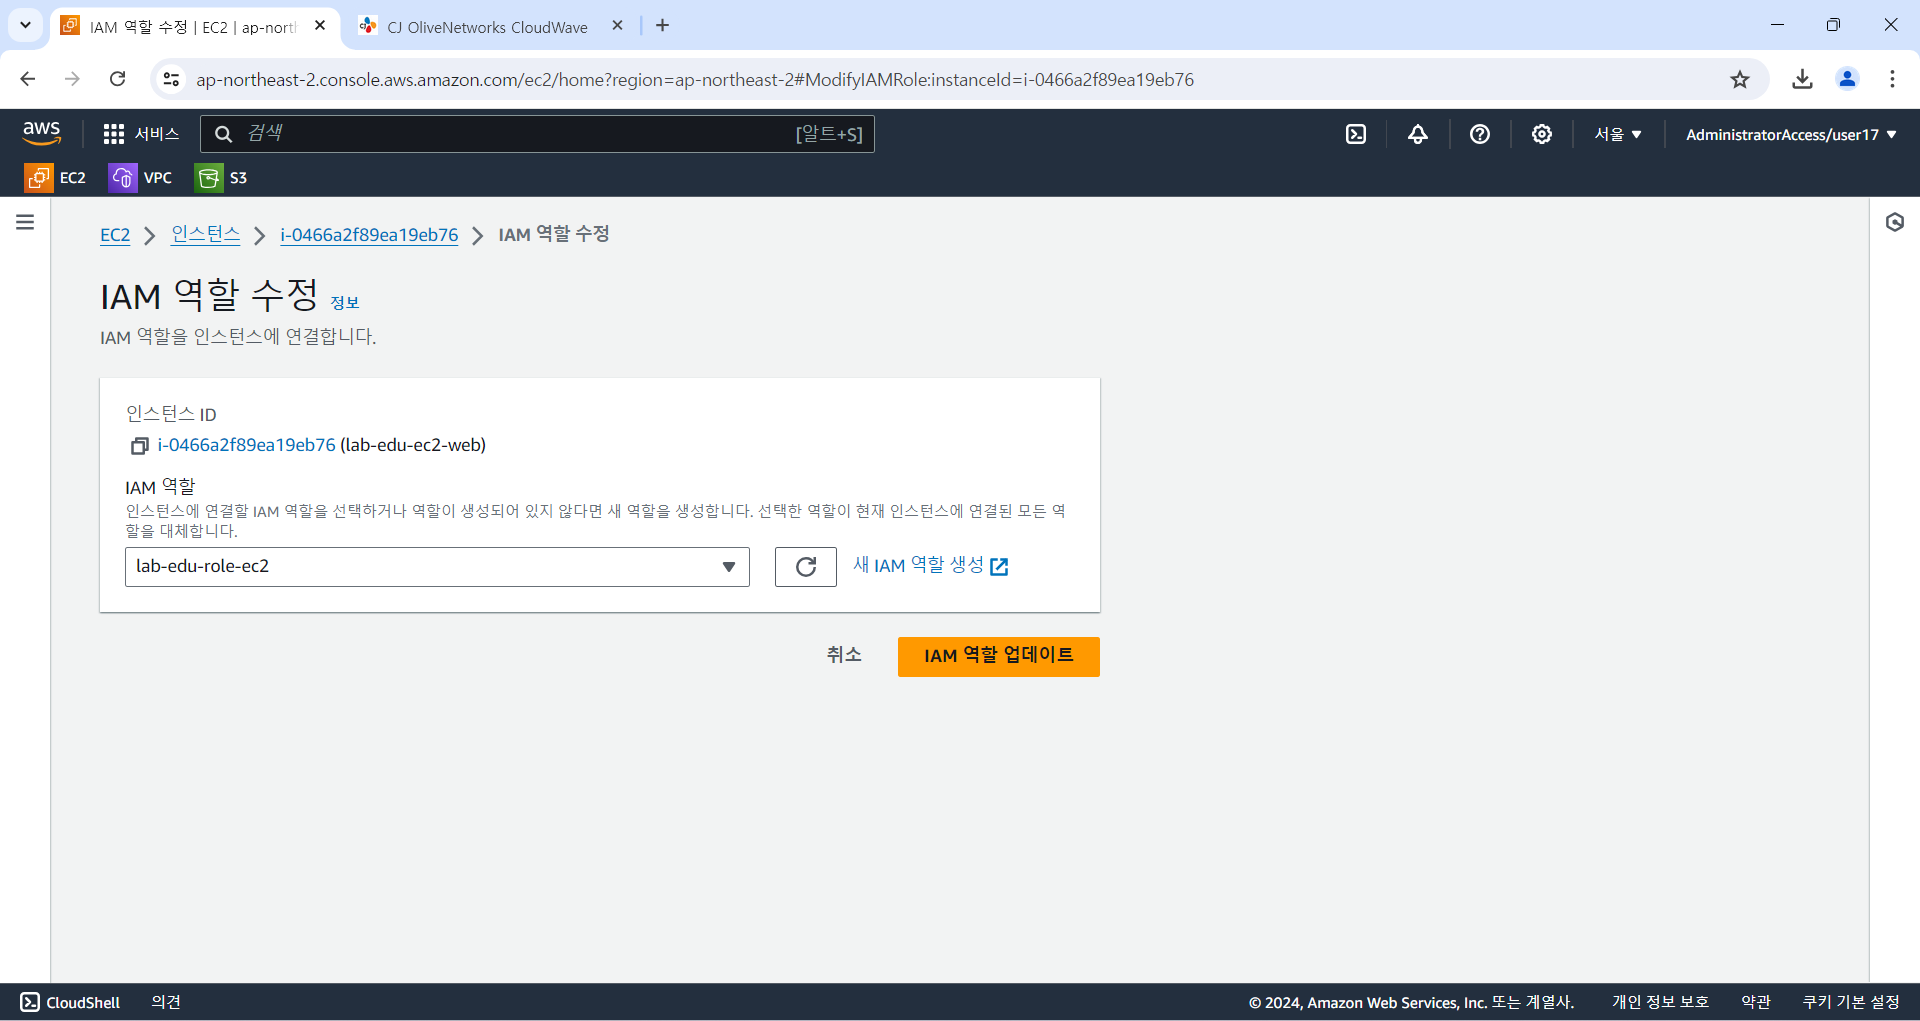 IAM 역할 수정 | EC2 | ap-nort
CJ OliveNetworks CloudWave
ap-northeast-2.console.aws.amazon.com/ec2/home?region=ap-northeast-2#ModifyIAMRole:instanceId=i-0466a2f89ea19eb76
aws
서비스
검색
[알트+S]
서울
AdministratorAccess/user17
EC2
VPC
S3
EC2
인스턴스
i-0466a2f89ea19eb76
IAM 역할 수정
IAM 역할 수정 정보
IAM 역할을 인스턴스에 연결합니다.
인스턴스 ID
i-0466a2f89ea19eb76 (lab-edu-ec2-web)
IAM 역할
인스턴스에 연결할 IAM 역할을 선택하거나 역할이 생성되어 있지 않다면 새 역할을 생성합니다. 선택한 역할이 현재 인스턴스에 연결된 모든 역
할을 대체합니다.
lab-edu-role-ec2
새 IAM 역할 생성
취소
IAM 역할 업데이트
CloudShell
의견
© 2024, Amazon Web Services, Inc. 또는 계열사.
개인 정보 보호
약관
쿠키 기본 설정